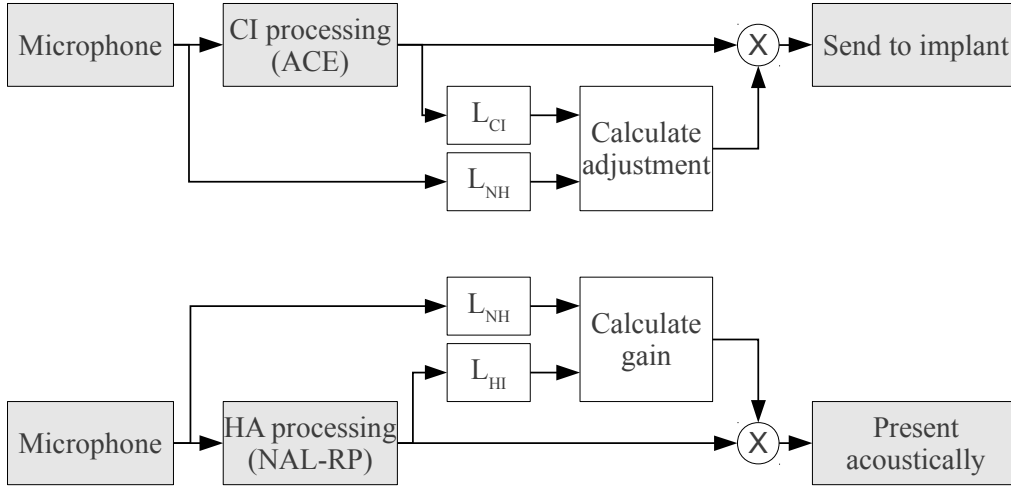 Microphone
CI processing
(ACE)
X
Send to implant
L_CI
Calculate
adjustment
L_NH
L_NH
Calculate
gain
L_HI
Microphone
HA processing
(NAL-RP)
X
Present
acoustically